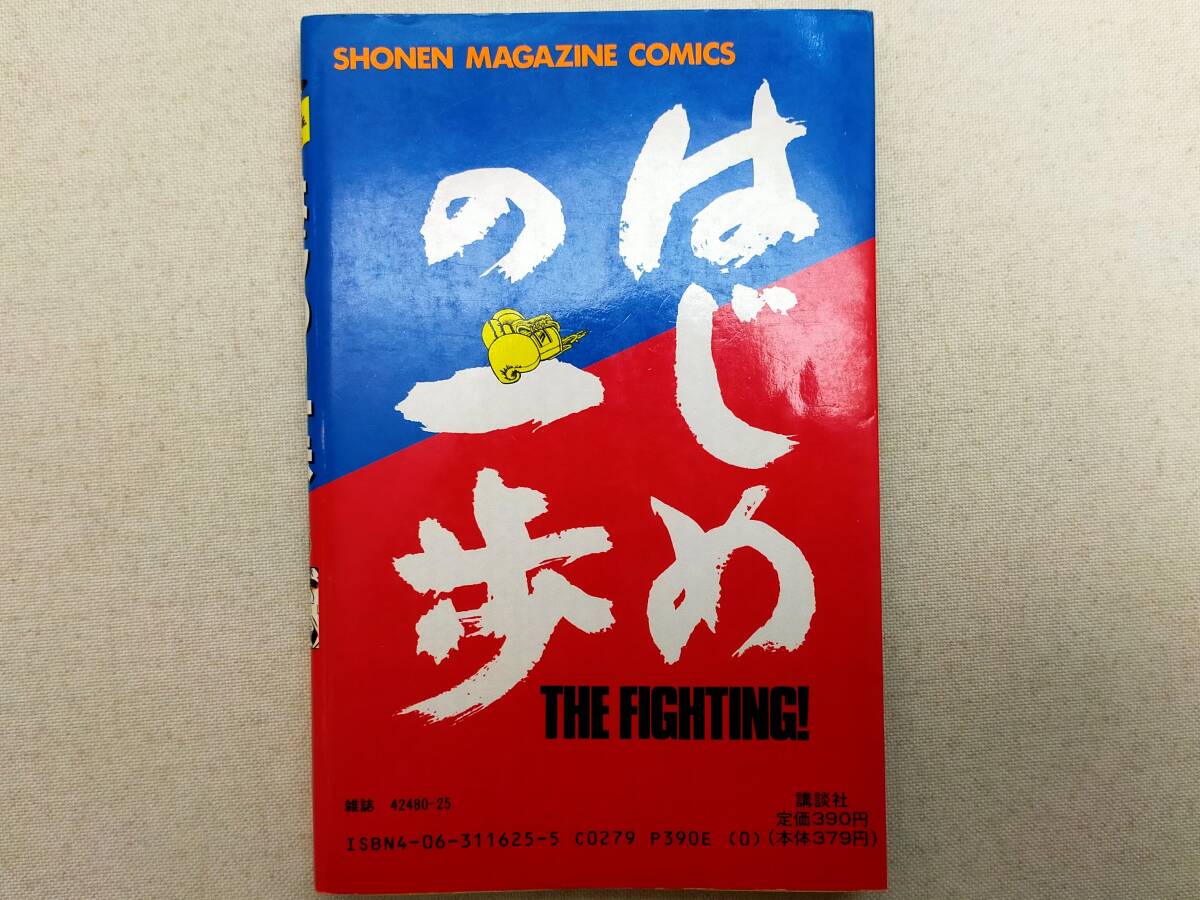 SHONEN MAGAZINE COMICS
はじめ
の一歩
THE FIGHTING!
雑誌 42480-25
講談社
定価390円
ISBN4-06-311625-5 C0279 P390E (0)(本体379円)